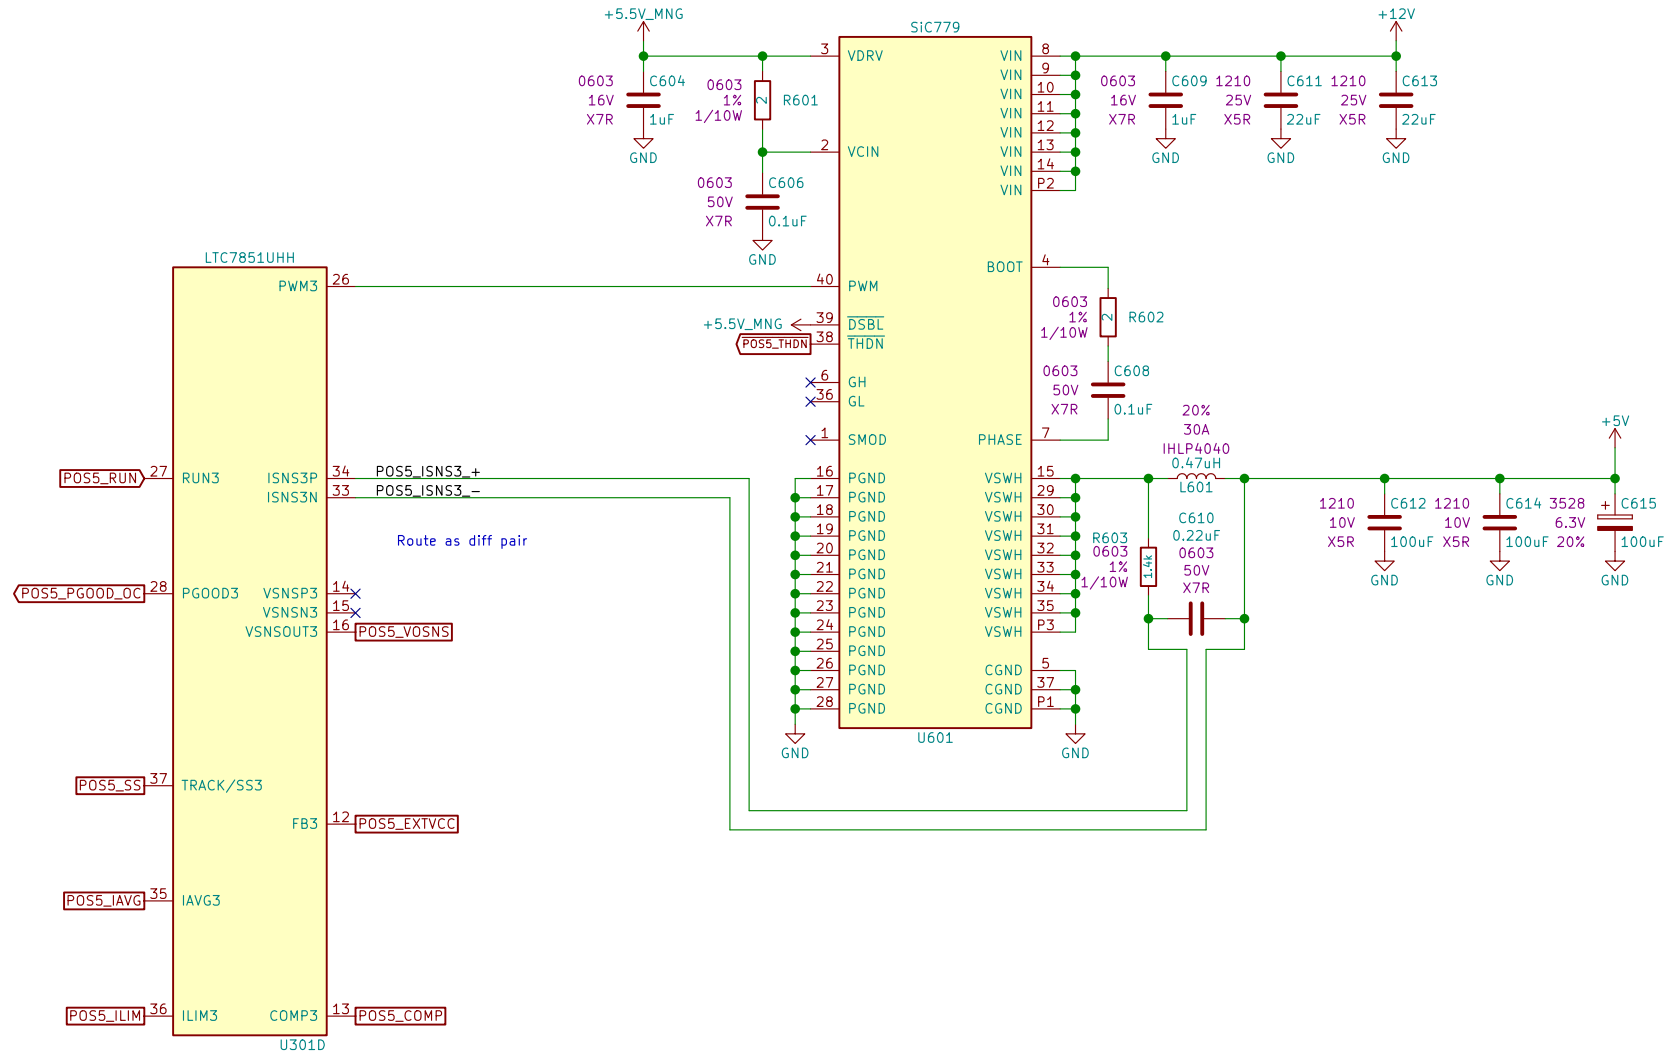 +5.5V_MNG
SiC779
+12V
3 VDRV
VIN 8
VIN 9
VIN 10
VIN 11
VIN 12
VIN 13
VIN 14
VIN P2
0603 C604
16V
X7R 1uF
GND
0603
1%
1/10W
2 R601
0603 C609
16V
X7R 1uF
GND
1210 C611
25V
X5R 22uF
GND
1210 C613
25V
X5R 22uF
GND
2 VCIN
0603 C606
50V
X7R 0.1uF
GND
LTC7851UHH
PWM3 26
40 PWM
BOOT 4
0603
1%
1/10W
2 R602
+5.5V_MNG 39 DSBL
POS5_THDN 38 THDN
6 GH
36 GL
1 SMOD
0603 C608
50V
X7R 0.1uF
PHASE 7
20%
30A
IHLP4040
0.47uH
L601
+5V
POS5_RUN 27 RUN3
ISNS3P 34 POS5_ISNS3_+
ISNS3N 33 POS5_ISNS3_-
Route as diff pair
16 PGND
17 PGND
18 PGND
19 PGND
20 PGND
21 PGND
22 PGND
23 PGND
24 PGND
25 PGND
26 PGND
27 PGND
28 PGND
GND
VSWH 15
VSWH 29
VSWH 30
VSWH 31
VSWH 32
VSWH 33
VSWH 34
VSWH 35
VSWH P3
CGND 5
CGND 37
CGND P1
GND
U601
R603
0603
1%
1/10W
1.4k
C610
0.22uF
0603
50V
X7R
1210 C612
10V
X5R 100uF
GND
1210 C614
10V
X5R 100uF
GND
3528 + C615
6.3V
20% 100uF
GND
POS5_PGOOD_OC 28 PGOOD3
VSNSP3 14
VSNSN3 15
VSNSOUT3 16 POS5_VOSNS
POS5_SS 37 TRACK/SS3
FB3 12 POS5_EXTVCC
POS5_IAVG 35 IAVG3
POS5_ILIM 36 ILIM3
COMP3 13 POS5_COMP
U301D